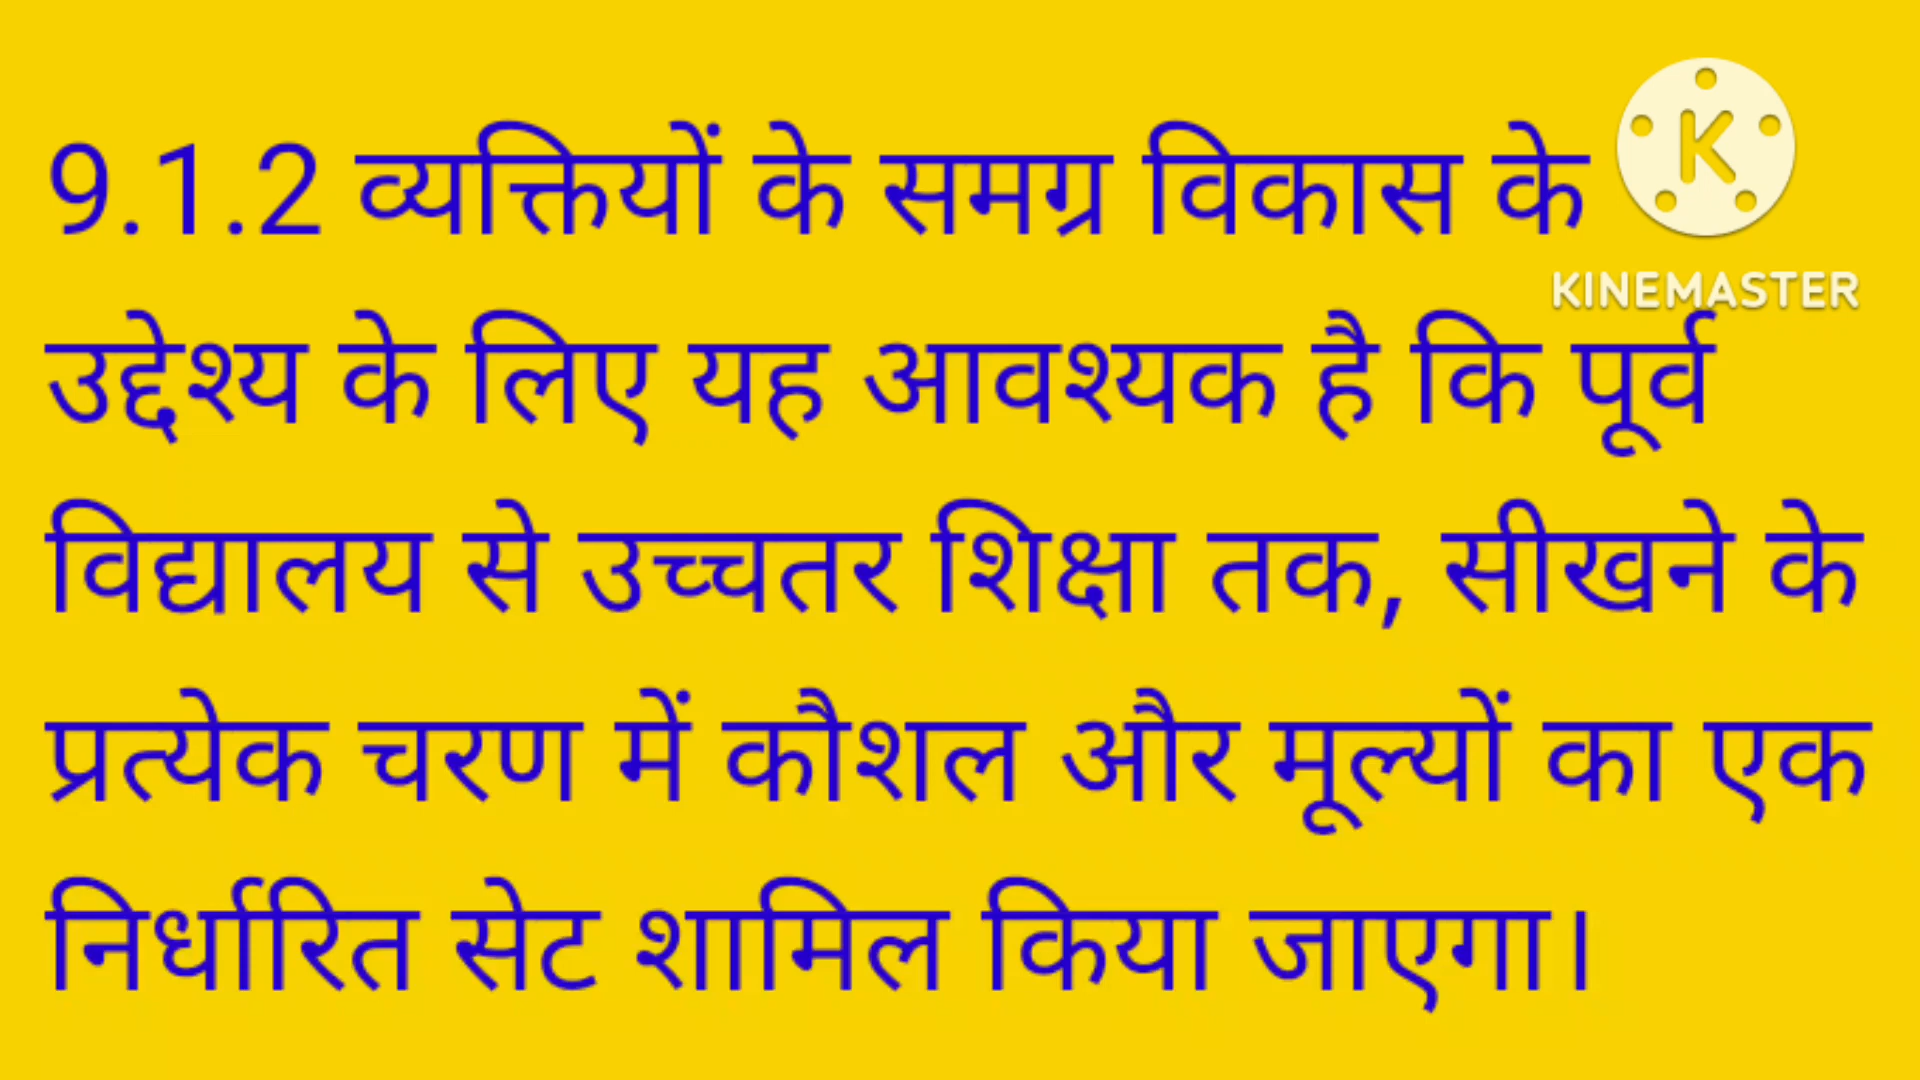 9.1.2 व्यक्तियों के समग्र विकास के
KINEMASTER
उद्देश्य के लिए यह आवश्यक है कि पूर्व
विद्यालय से उच्चतर शिक्षा तक, सीखने के
प्रत्येक चरण में कौशल और मूल्यों का एक
निर्धारित सेट शामिल किया जाएगा।